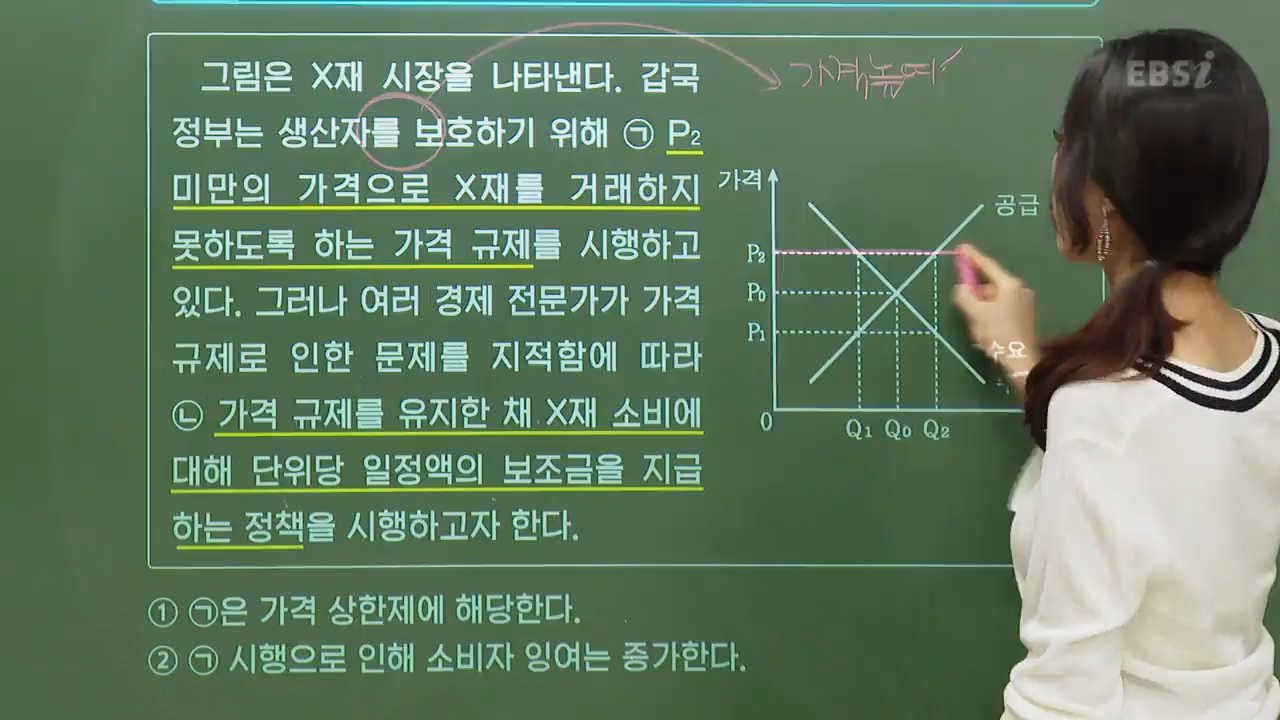 EBSi
그림은 X재 시장을 나타낸다. 갑국
정부는 생산자를 보호하기 위해 ㉠ P₂
미만의 가격으로 X재를 거래하지
못하도록 하는 가격 규제를 시행하고
있다. 그러나 여러 경제 전문가가 가격
규제로 인한 문제를 지적함에 따라
㉡ 가격 규제를 유지한 채 X재 소비에
대해 단위당 일정액의 보조금을 지급
하는 정책을 시행하고자 한다.
가격
공급
P₂
P₀
P₁
수요
0
Q₁ Q₀ Q₂
① ㉠은 가격 상한제에 해당한다.
② ㉠ 시행으로 인해 소비자 잉여는 증가한다.